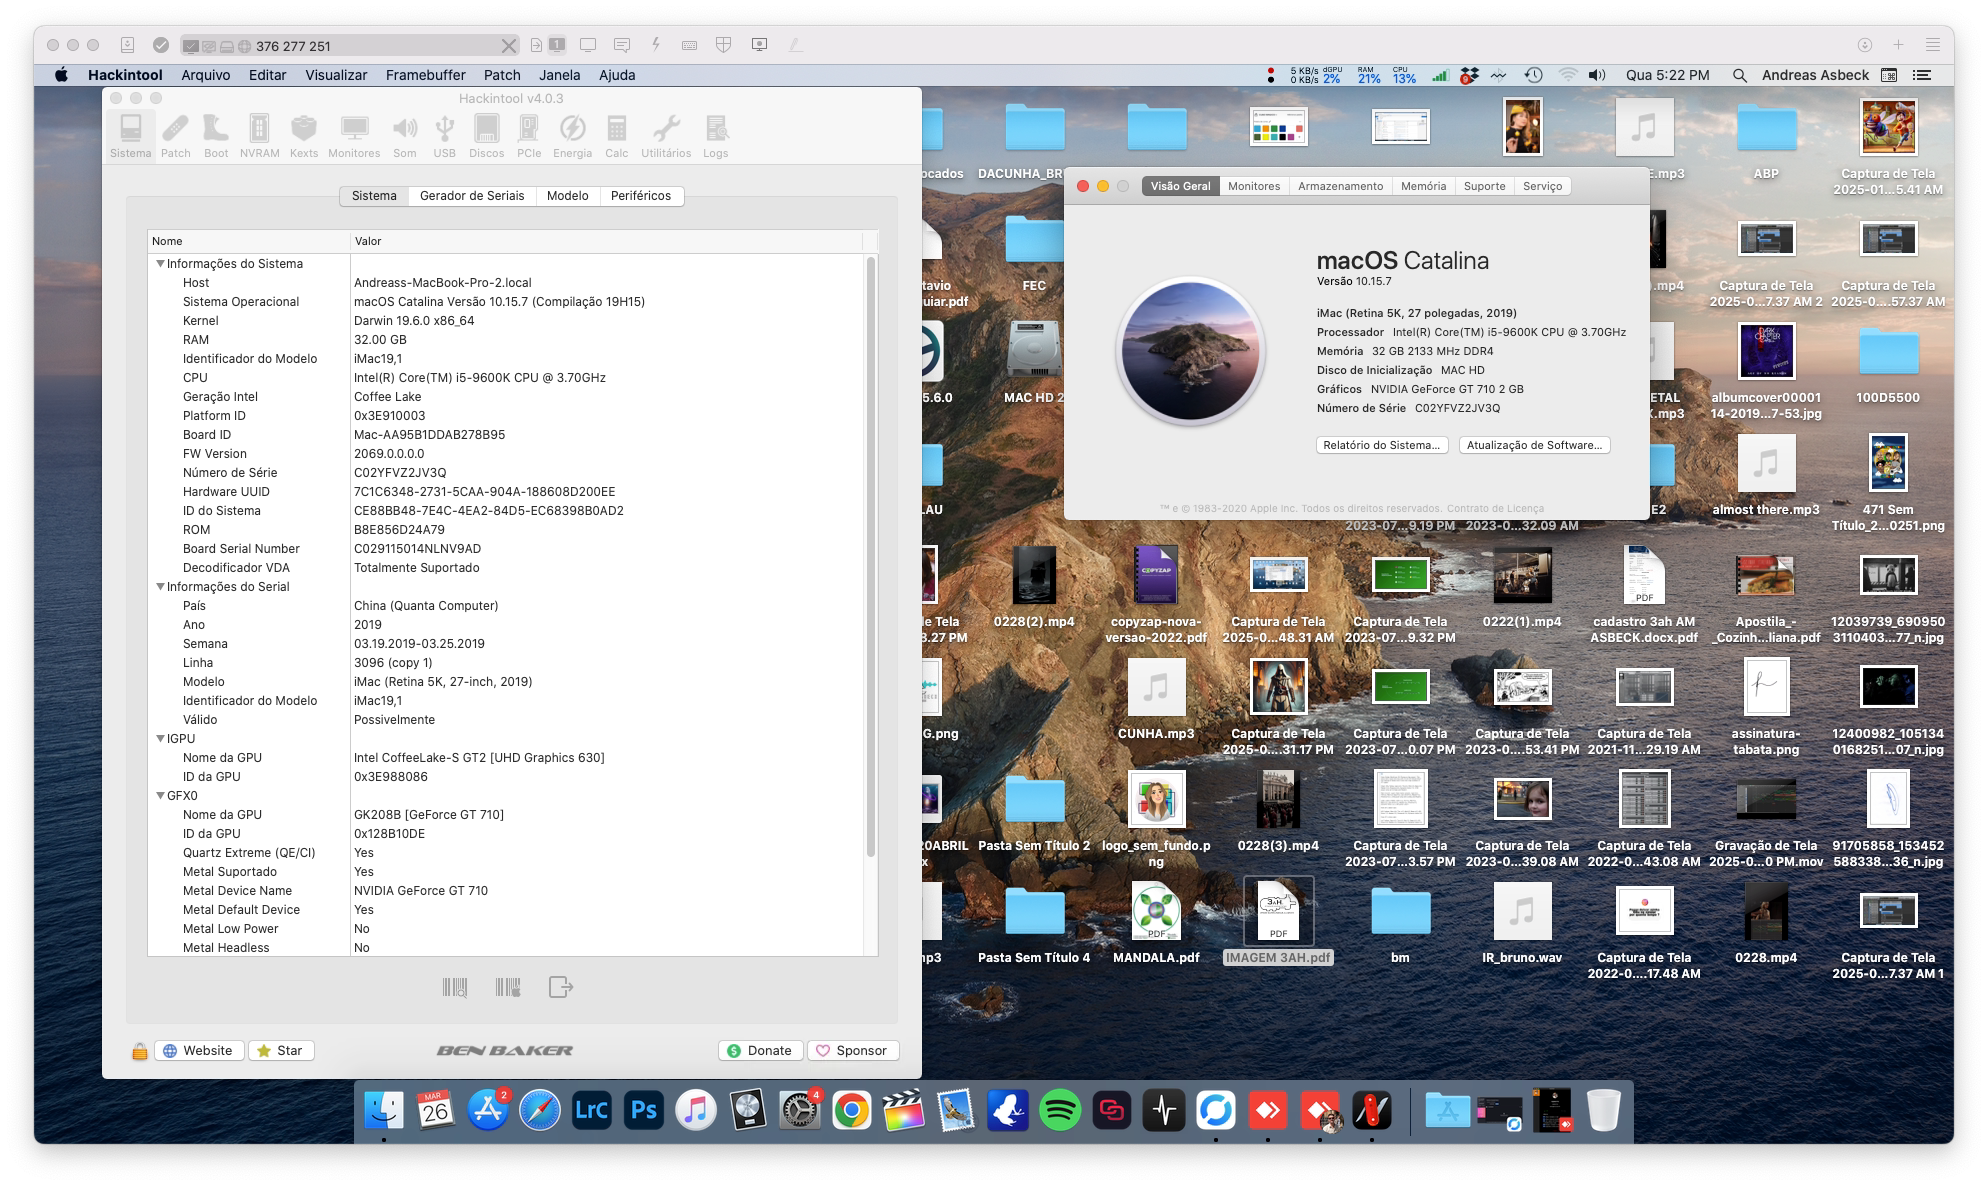 376 277 251
1
Hackintool Arquivo Editar Visualizar Framebuffer Patch Janela Ajuda
5 KB/s
0 KB/s
dGPU
2%
RAM
21%
CPU
13%
9
Qua 5:22 PM
Andreas Asbeck
Hackintool v4.0.3
Sistema Patch Boot NVRAM Kexts Monitores Som USB Discos PCIe Energia Calc Utilitários Logs
Sistema Gerador de Seriais Modelo Periféricos
Nome Valor
Informações do Sistema
Host Andreass-MacBook-Pro-2.local
Sistema Operacional macOS Catalina Versão 10.15.7 (Compilação 19H15)
Kernel Darwin 19.6.0 x86_64
RAM 32.00 GB
Identificador do Modelo iMac19,1
CPU Intel(R) Core(TM) i5-9600K CPU @ 3.70GHz
Geração Intel Coffee Lake
Platform ID 0x3E910003
Board ID Mac-AA95B1DDAB278B95
FW Version 2069.0.0.0.0
Número de Série C02YFVZ2JV3Q
Hardware UUID 7C1C6348-2731-5CAA-904A-188608D200EE
ID do Sistema CE88BB48-7E4C-4EA2-84D5-EC68398B0AD2
ROM B8E856D24A79
Board Serial Number C029115014NLNV9AD
Decodificador VDA Totalmente Suportado
Informações do Serial
País China (Quanta Computer)
Ano 2019
Semana 03.19.2019-03.25.2019
Linha 3096 (copy 1)
Modelo iMac (Retina 5K, 27-inch, 2019)
Identificador do Modelo iMac19,1
Válido Possivelmente
IGPU
Nome da GPU Intel CoffeeLake-S GT2 [UHD Graphics 630]
ID da GPU 0x3E988086
GFX0
Nome da GPU GK208B [GeForce GT 710]
ID da GPU 0x128B10DE
Quartz Extreme (QE/CI) Yes
Metal Suportado Yes
Metal Device Name NVIDIA GeForce GT 710
Metal Default Device Yes
Metal Low Power No
Metal Headless No
Website Star BEN BAKER Donate Sponsor
Visão Geral Monitores Armazenamento Memória Suporte Serviço
macOS Catalina
Versão 10.15.7
iMac (Retina 5K, 27 polegadas, 2019)
Processador Intel(R) Core(TM) i5-9600K CPU @ 3.70GHz
Memória 32 GB 2133 MHz DDR4
Disco de Inicialização MAC HD
Gráficos NVIDIA GeForce GT 710 2 GB
Número de Série C02YFVZ2JV3Q
Relatório do Sistema... Atualização de Software...
™ e © 1983-2020 Apple Inc. Todos os direitos reservados. Contrato de Licença
ocados DACUNHA_BR E.mp3 ABP Captura de Tela
2025-01...5.41 AM
tavio FEC ).mp4 Captura de Tela Captura de Tela
uiar.pdf 2025-0...7.37 AM 2 2025-0...57.37 AM
5.6.0 MAC HD 2 ETAL albumcover00001 100D5500
.mp3 14-2019...7-53.jpg
LAU E2 almost there.mp3 471 Sem
2023-07...9.19 PM 2023-0...32.09 AM Título_2...0251.png
COPYZAP
PDF
de Tela 0228(2).mp4 copyzap-nova- Captura de Tela Captura de Tela 0222(1).mp4 cadastro 3ah AM Apostila_- 12039739_690950
3.27 PM versao-2022.pdf 2025-0...48.31 AM 2023-07...9.32 PM ASBECK.docx.pdf _Cozinh...liana.pdf 3110403...77_n.jpg
G.png CUNHA.mp3 Captura de Tela Captura de Tela Captura de Tela Captura de Tela assinatura- 12400982_105134
2025-0....31.17 PM 2023-07...0.07 PM 2023-0....53.41 PM 2021-11...29.19 AM tabata.png 0168251...07_n.jpg
20ABRIL Pasta Sem Título 2 logo_sem_fundo.p 0228(3).mp4 Captura de Tela Captura de Tela Captura de Tela Gravação de Tela 91705858_153452
x ng 2023-07...3.57 PM 2023-0...39.08 AM 2022-0...43.08 AM 2025-0...0 PM.mov 588338...36_n.jpg
PDF
3AH
PDF
np3 Pasta Sem Título 4 MANDALA.pdf IMAGEM 3AH.pdf bm IR_bruno.wav Captura de Tela 0228.mp4 Captura de Tela
2022-0....17.48 AM 2025-0...7.37 AM 1
MAR
26
2
LrC
Ps
4